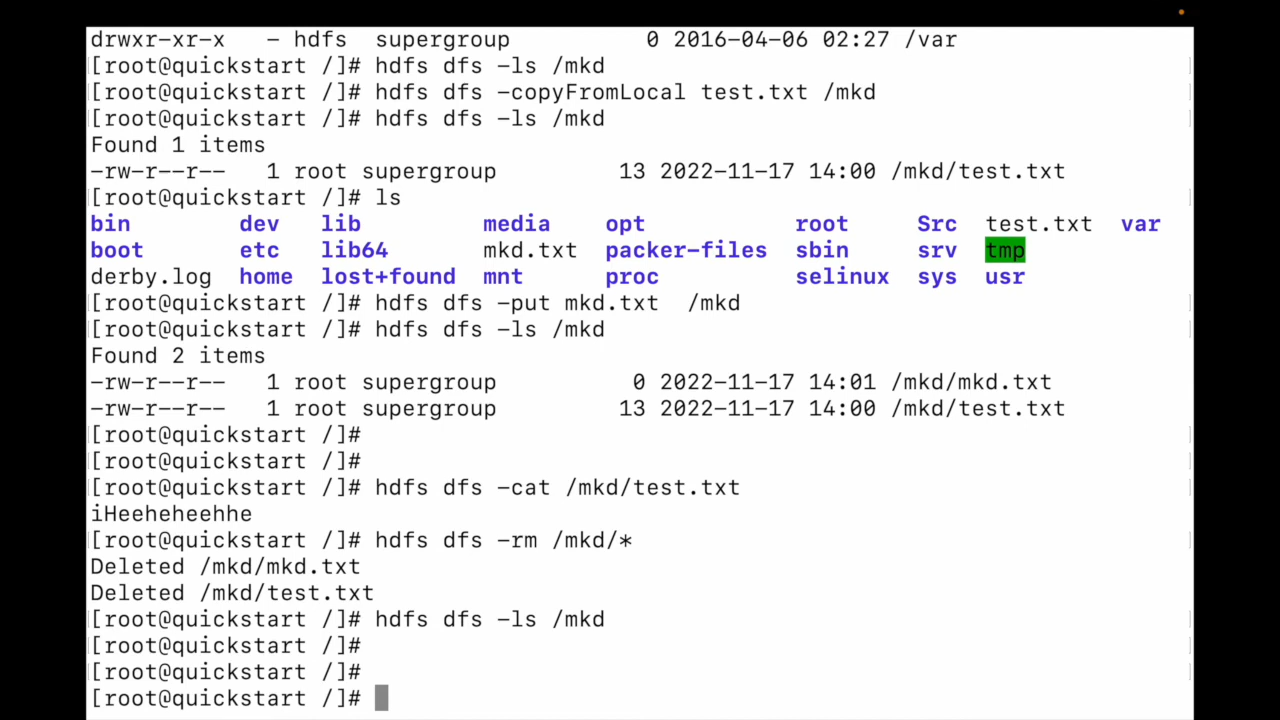 drwxr-xr-x   - hdfs  supergroup          0 2016-04-06 02:27 /var
[root@quickstart /]# hdfs dfs -ls /mkd
[root@quickstart /]# hdfs dfs -copyFromLocal test.txt /mkd
[root@quickstart /]# hdfs dfs -ls /mkd
Found 1 items
-rw-r--r--   1 root supergroup         13 2022-11-17 14:00 /mkd/test.txt
[root@quickstart /]# ls
bin        dev   lib         media    opt           root     Src  test.txt  var
boot       etc   lib64       mkd.txt  packer-files  sbin     srv  tmp
derby.log  home  lost+found  mnt      proc          selinux  sys  usr
[root@quickstart /]# hdfs dfs -put mkd.txt  /mkd
[root@quickstart /]# hdfs dfs -ls /mkd
Found 2 items
-rw-r--r--   1 root supergroup          0 2022-11-17 14:01 /mkd/mkd.txt
-rw-r--r--   1 root supergroup         13 2022-11-17 14:00 /mkd/test.txt
[root@quickstart /]#
[root@quickstart /]#
[root@quickstart /]# hdfs dfs -cat /mkd/test.txt
iHeeheheehhe
[root@quickstart /]# hdfs dfs -rm /mkd/*
Deleted /mkd/mkd.txt
Deleted /mkd/test.txt
[root@quickstart /]# hdfs dfs -ls /mkd
[root@quickstart /]#
[root@quickstart /]#
[root@quickstart /]#